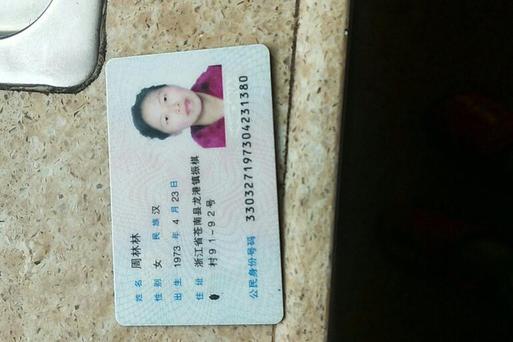 姓名 周林林
性别 女 民族 汉
出生 1973 年 4 月 23 日
住址 浙江省苍南县龙港镇振棋
村91-92号
公民身份号码 330327197304231380